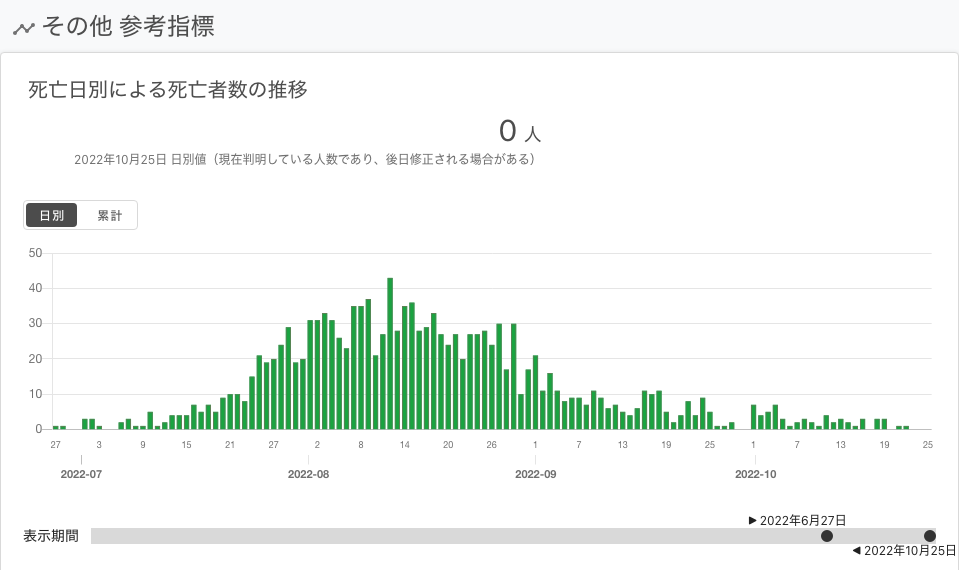 その他 参考指標
死亡日別による死亡者数の推移
0 人
2022年10月25日 日別値（現在判明している人数であり、後日修正される場合がある）
日別 累計
50
40
30
20
10
0
27 3 9 15 21 27 2 8 14 20 26 1 7 13 19 25 1 7 13 19 25
2022-07 2022-08 2022-09 2022-10
▶ 2022年6月27日
表示期間
◀ 2022年10月25日